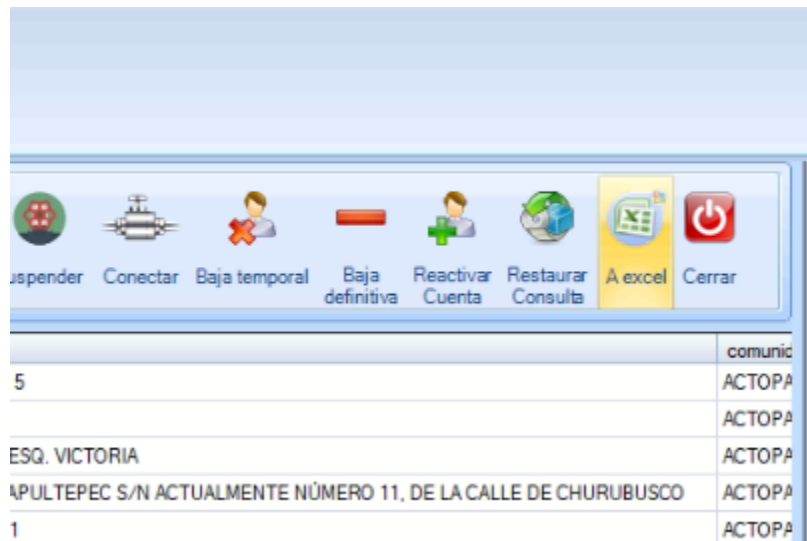 uspender Conectar Baja temporal Baja definitiva Reactivar Cuenta Restaurar Consulta A excel Cerrar
comunid
5 ACTOPA
ACTOPA
ESQ. VICTORIA ACTOPA
APULTEPEC S/N ACTUALMENTE NÚMERO 11, DE LA CALLE DE CHURUBUSCO ACTOPA
1 ACTOPA